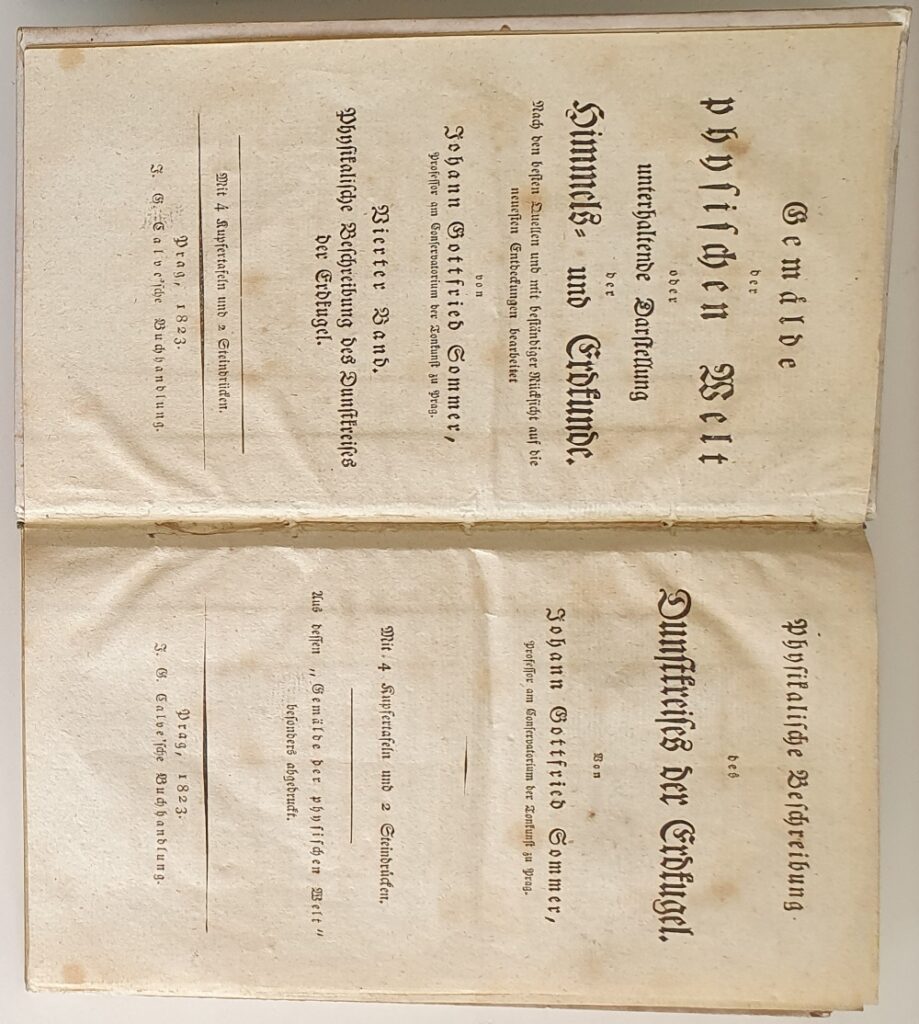 Gemälde
der
physischen Welt
oder
unterhaltende Darstellung
der
Himmels- und Erdkunde.
Nach den besten Quellen und mit beständiger Rücksicht auf die
neuesten Entdeckungen bearbeitet
von
Johann Gottfried Sommer,
Professor am Conservatorium der Tonkunst zu Prag.
Vierter Band.
Physikalische Beschreibung des Dunstkreises
der Erdkugel.
Mit 4 Kupfertafeln und 2 Steindrücken.
Prag, 1823.
J. G. Calve'sche Buchhandlung.
Physikalische Beschreibung
des
Dunstkreises der Erdkugel.
Von
Johann Gottfried Sommer,
Professor am Conservatorium der Tonkunst zu Prag.
Mit 4 Kupfertafeln und 2 Steindrücken.
Aus dessen „Gemälde der physischen Welt"
besonders abgedruckt.
Prag, 1823.
J. G. Calve'sche Buchhandlung.